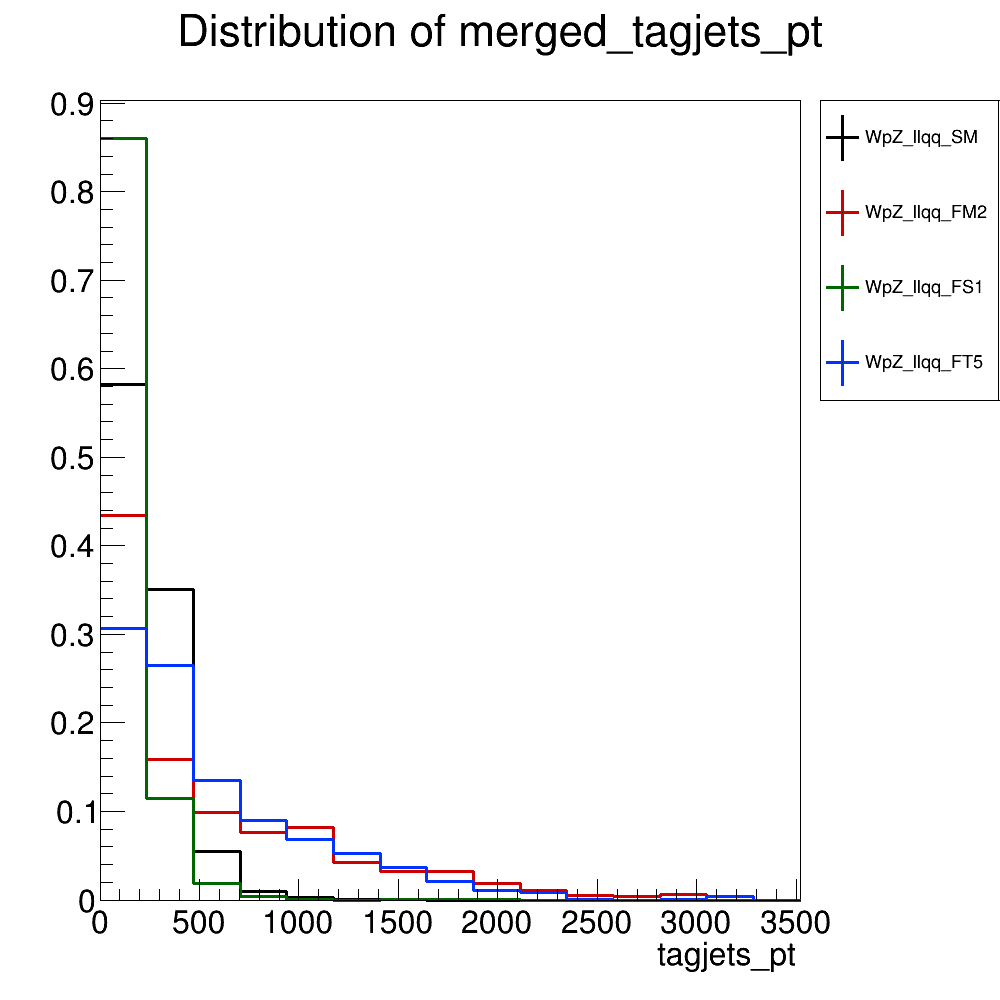 Distribution of merged_tagjets_pt
0.9
0.8
0.7
0.6
0.5
0.4
0.3
0.2
0.1
0
0 500 1000 1500 2000 2500 3000 3500
tagjets_pt
WpZ_llqq_SM
WpZ_llqq_FM2
WpZ_llqq_FS1
WpZ_llqq_FT5